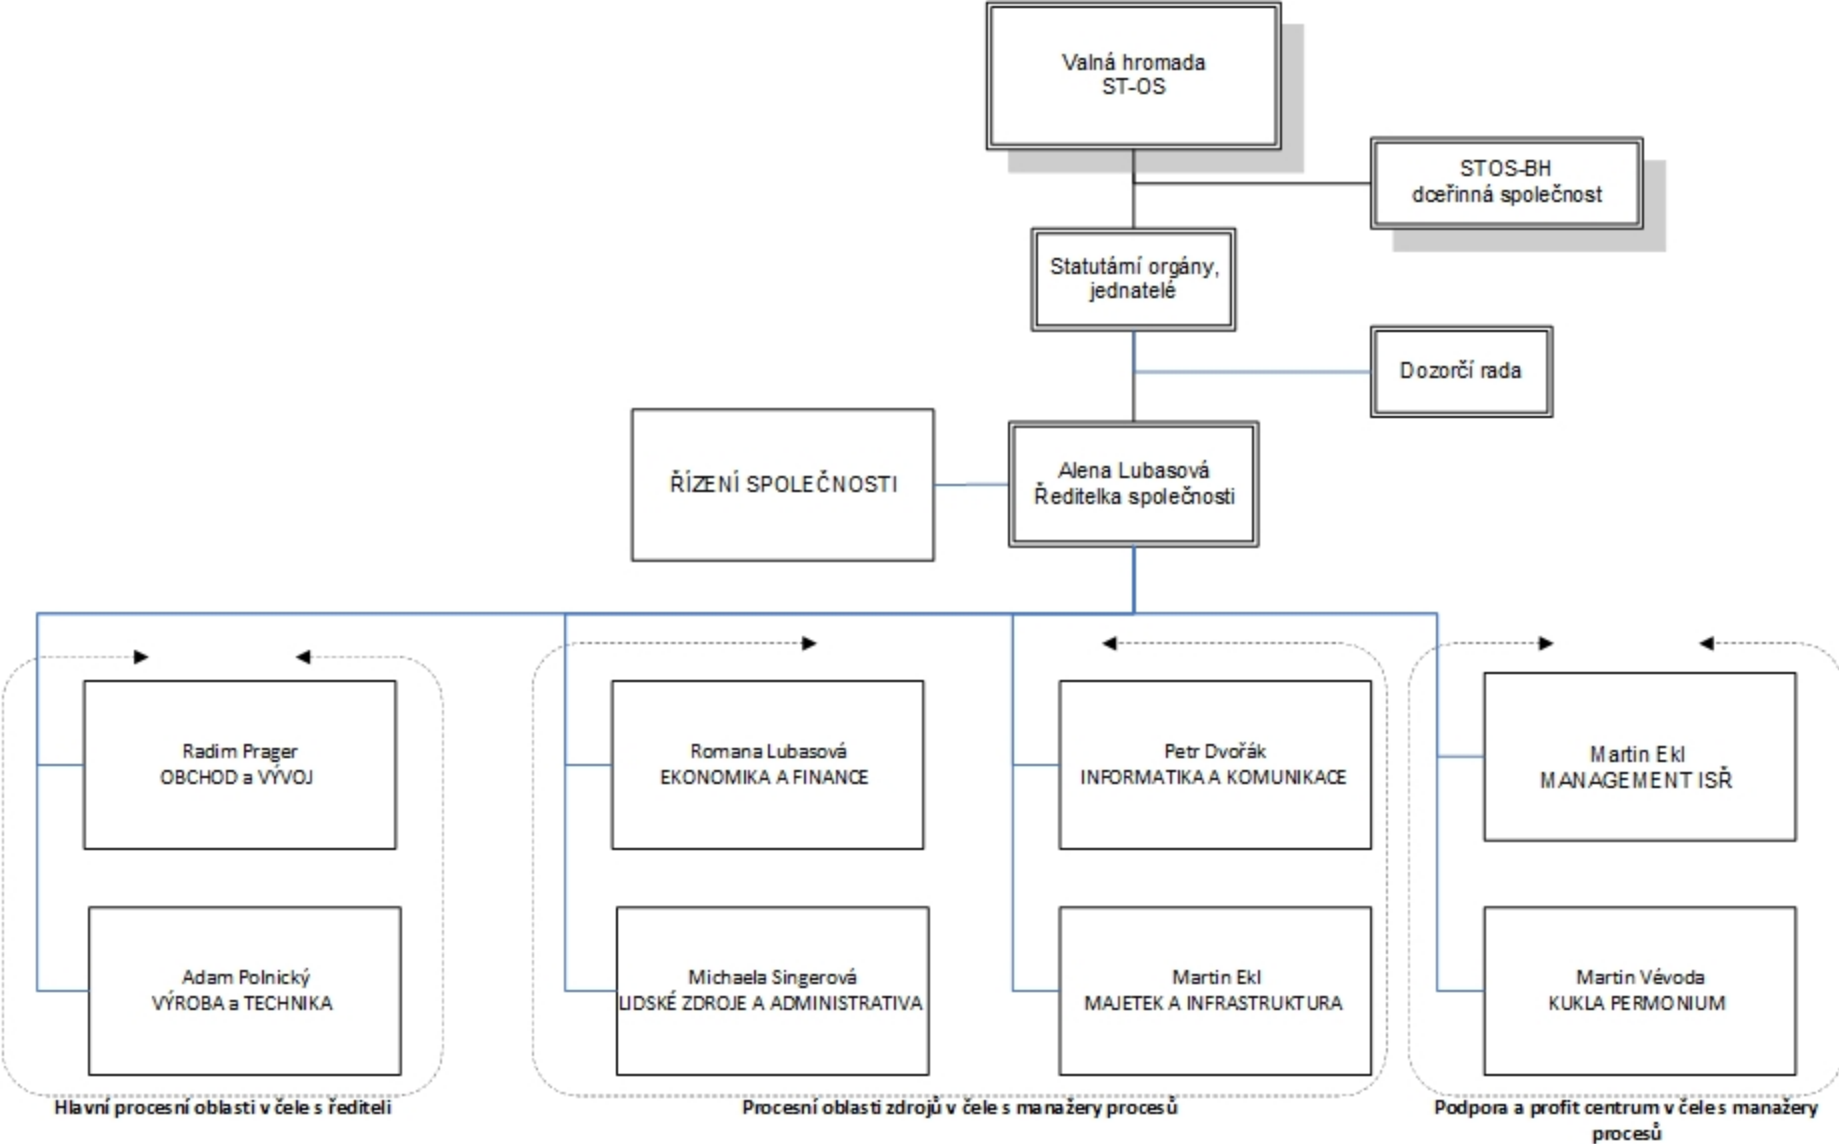 Valná hromada
ST-OS
STOS-BH
dceřinná společnost
Statutární orgány,
jednatelé
Dozorčí rada
ŘÍZENÍ SPOLEČNOSTI
Alena Lubasová
Ředitelka společnosti
Radim Prager
OBCHOD a VÝVOJ
Romana Lubasová
EKONOMIKA A FINANCE
Petr Dvořák
INFORMATIKA A KOMUNIKACE
Martin Ekl
MANAGEMENT ISŘ
Adam Polnický
VÝROBA a TECHNIKA
Michaela Singerová
LIDSKÉ ZDROJE A ADMINISTRATIVA
Martin Ekl
MAJETEK A INFRASTRUKTURA
Martin Vévoda
KUKLA PERMONIUM
Hlavní procesní oblasti v čele s řediteli
Procesní oblasti zdrojů v čele s manažery procesů
Podpora a profit centrum v čele s manažery
procesů